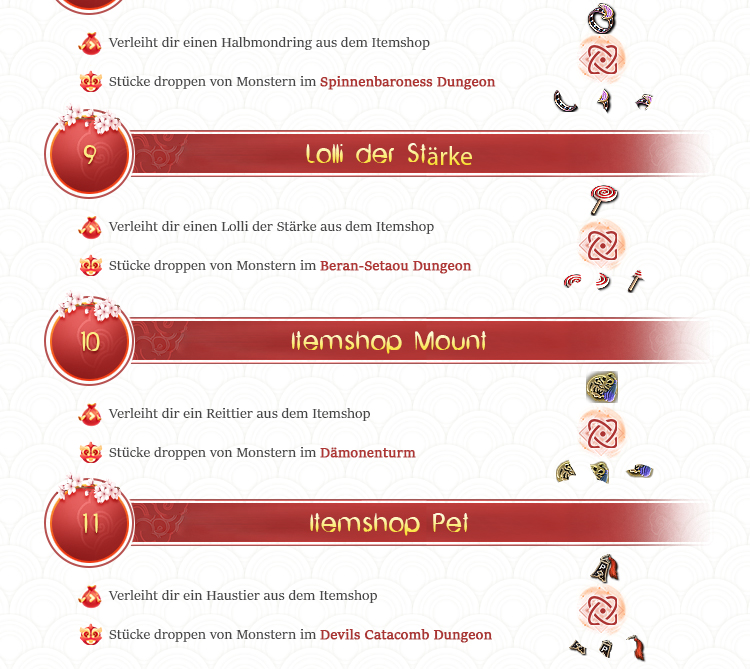 Verleiht dir einen Halbmondring aus dem Itemshop
Stücke droppen von Monstern im Spinnenbaroness Dungeon
9
Lolli der Stärke
Verleiht dir einen Lolli der Stärke aus dem Itemshop
Stücke droppen von Monstern im Beran-Setaou Dungeon
10
Itemshop Mount
Verleiht dir ein Reittier aus dem Itemshop
Stücke droppen von Monstern im Dämonenturm
11
Itemshop Pet
Verleiht dir ein Haustier aus dem Itemshop
Stücke droppen von Monstern im Devils Catacomb Dungeon